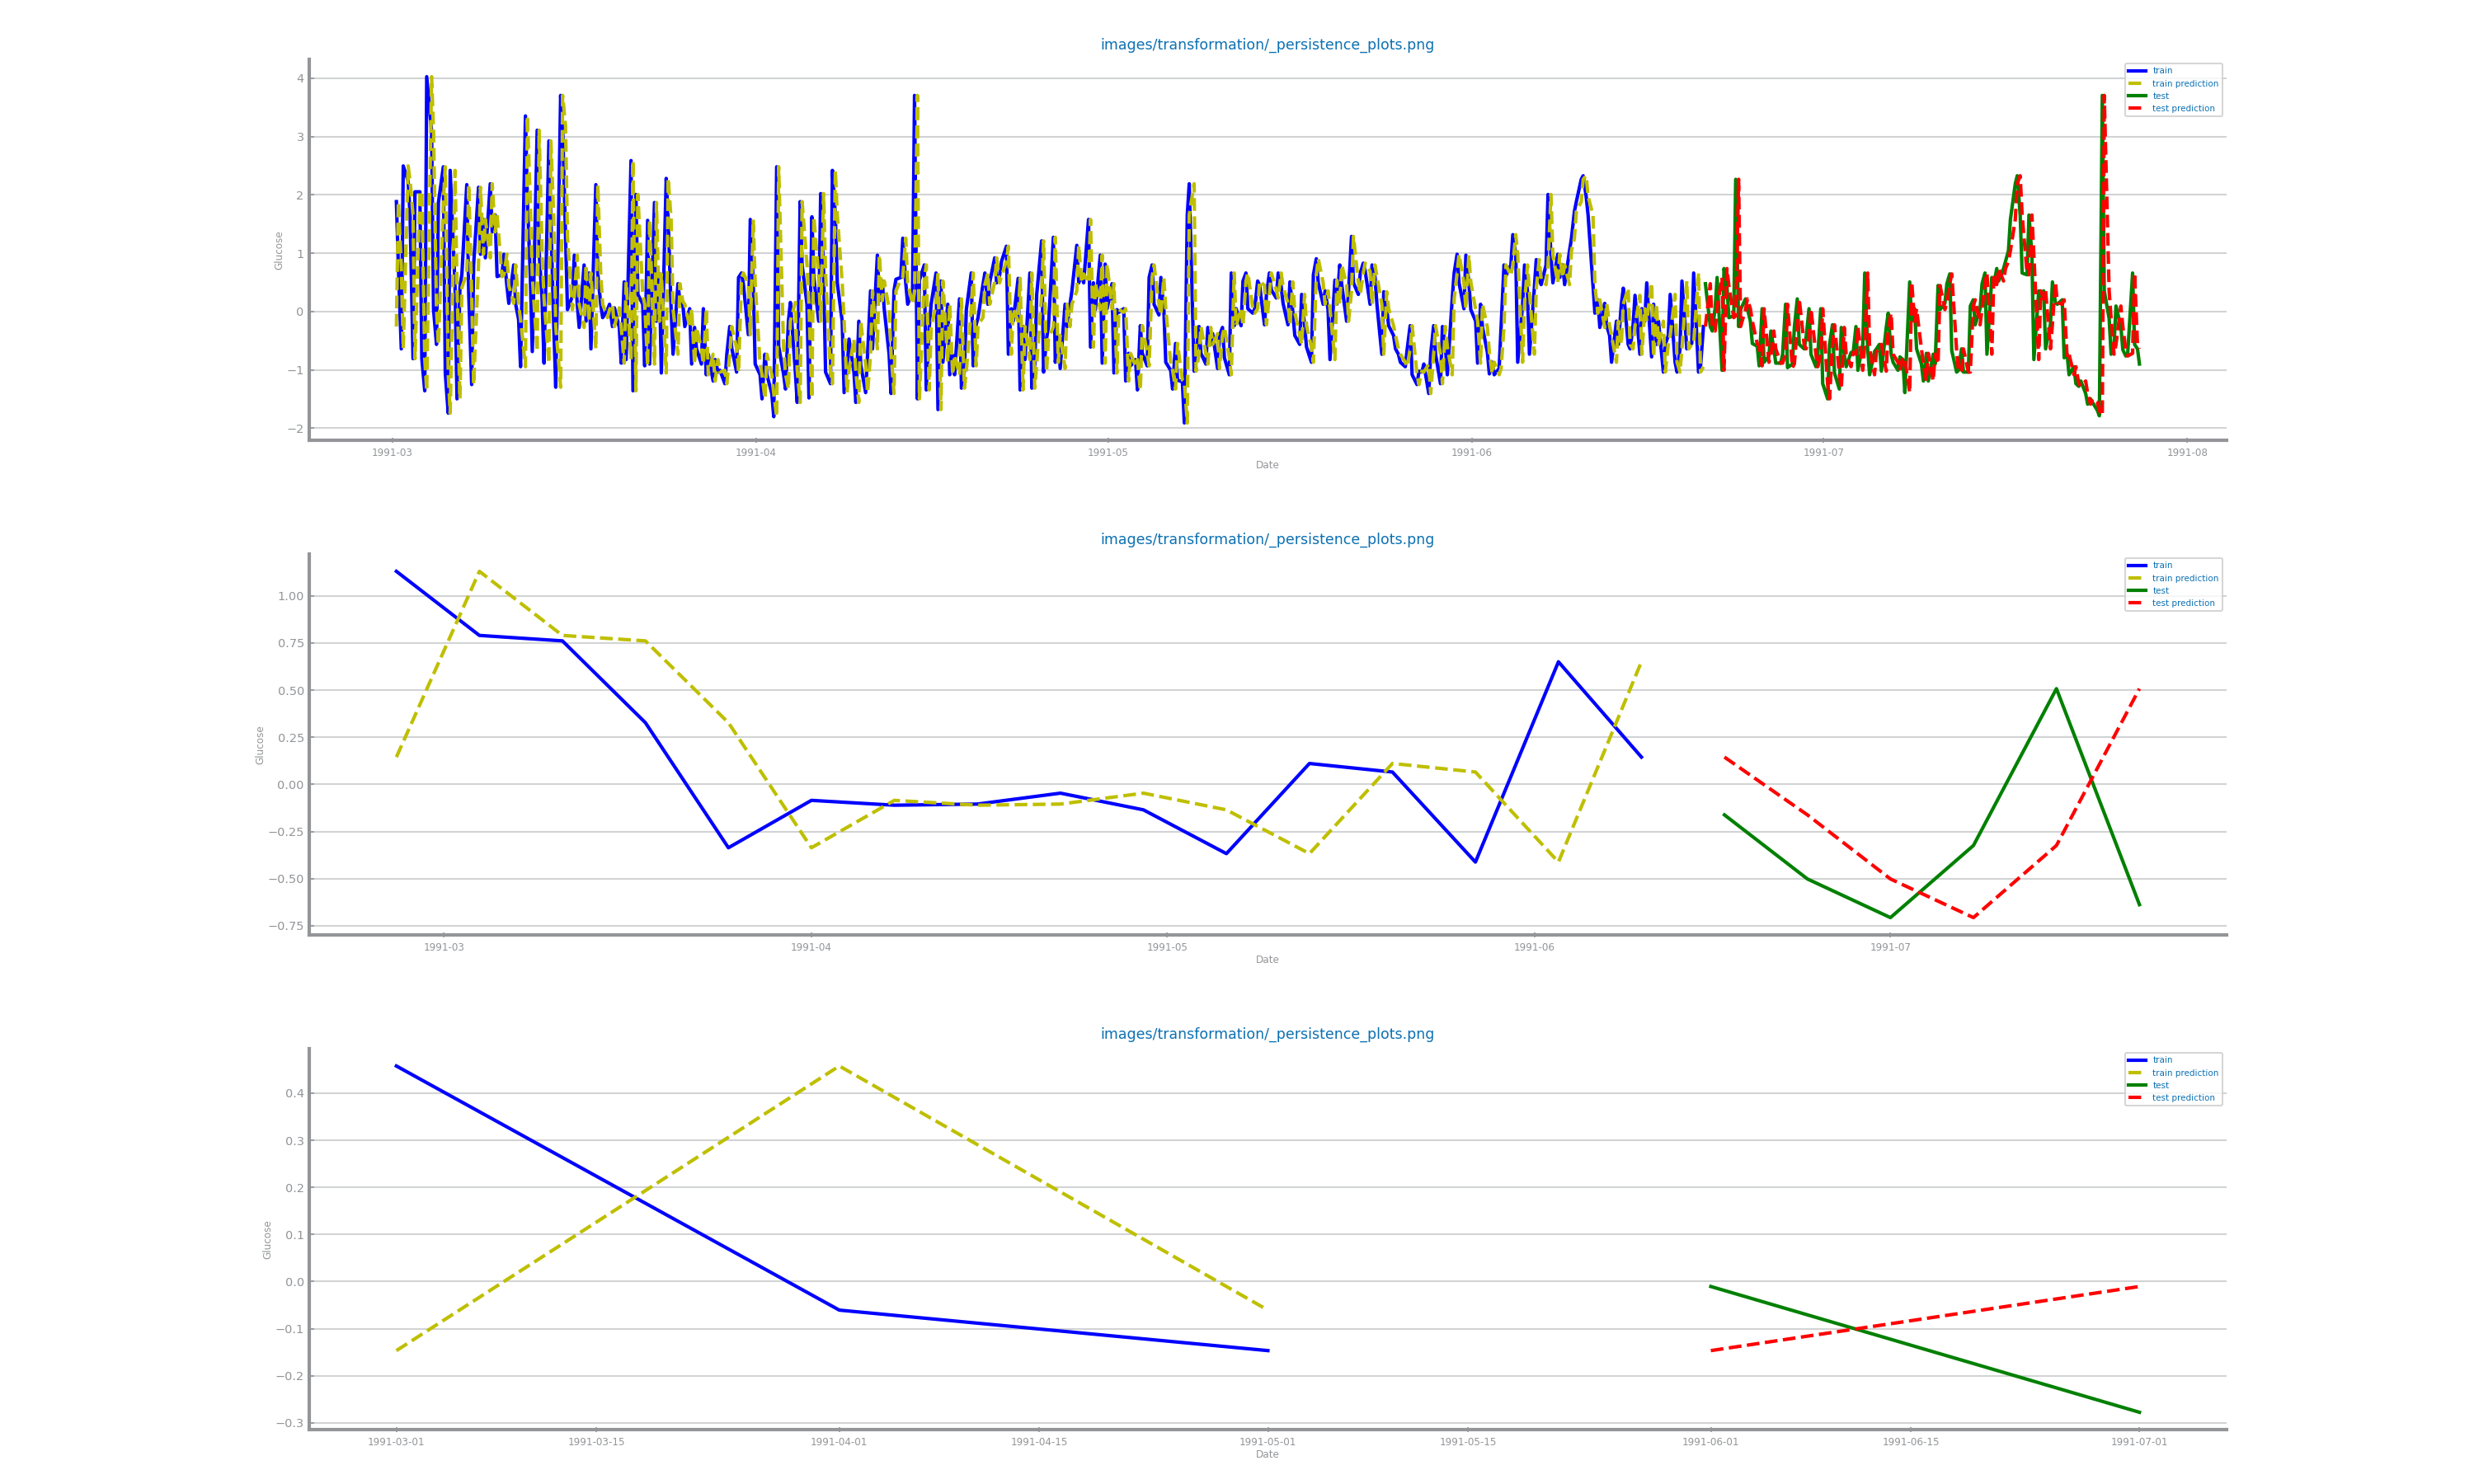 images/transformation/_persistence_plots.png
train
train prediction
test
test prediction
4
3
2
1
0
−1
−2
Glucose
1991-03 1991-04 1991-05 1991-06 1991-07 1991-08
Date
images/transformation/_persistence_plots.png
train
train prediction
test
test prediction
1.00
0.75
0.50
0.25
0.00
−0.25
−0.50
−0.75
Glucose
1991-03 1991-04 1991-05 1991-06 1991-07
Date
images/transformation/_persistence_plots.png
train
train prediction
test
test prediction
0.4
0.3
0.2
0.1
0.0
−0.1
−0.2
−0.3
Glucose
1991-03-01 1991-03-15 1991-04-01 1991-04-15 1991-05-01 1991-05-15 1991-06-01 1991-06-15 1991-07-01
Date